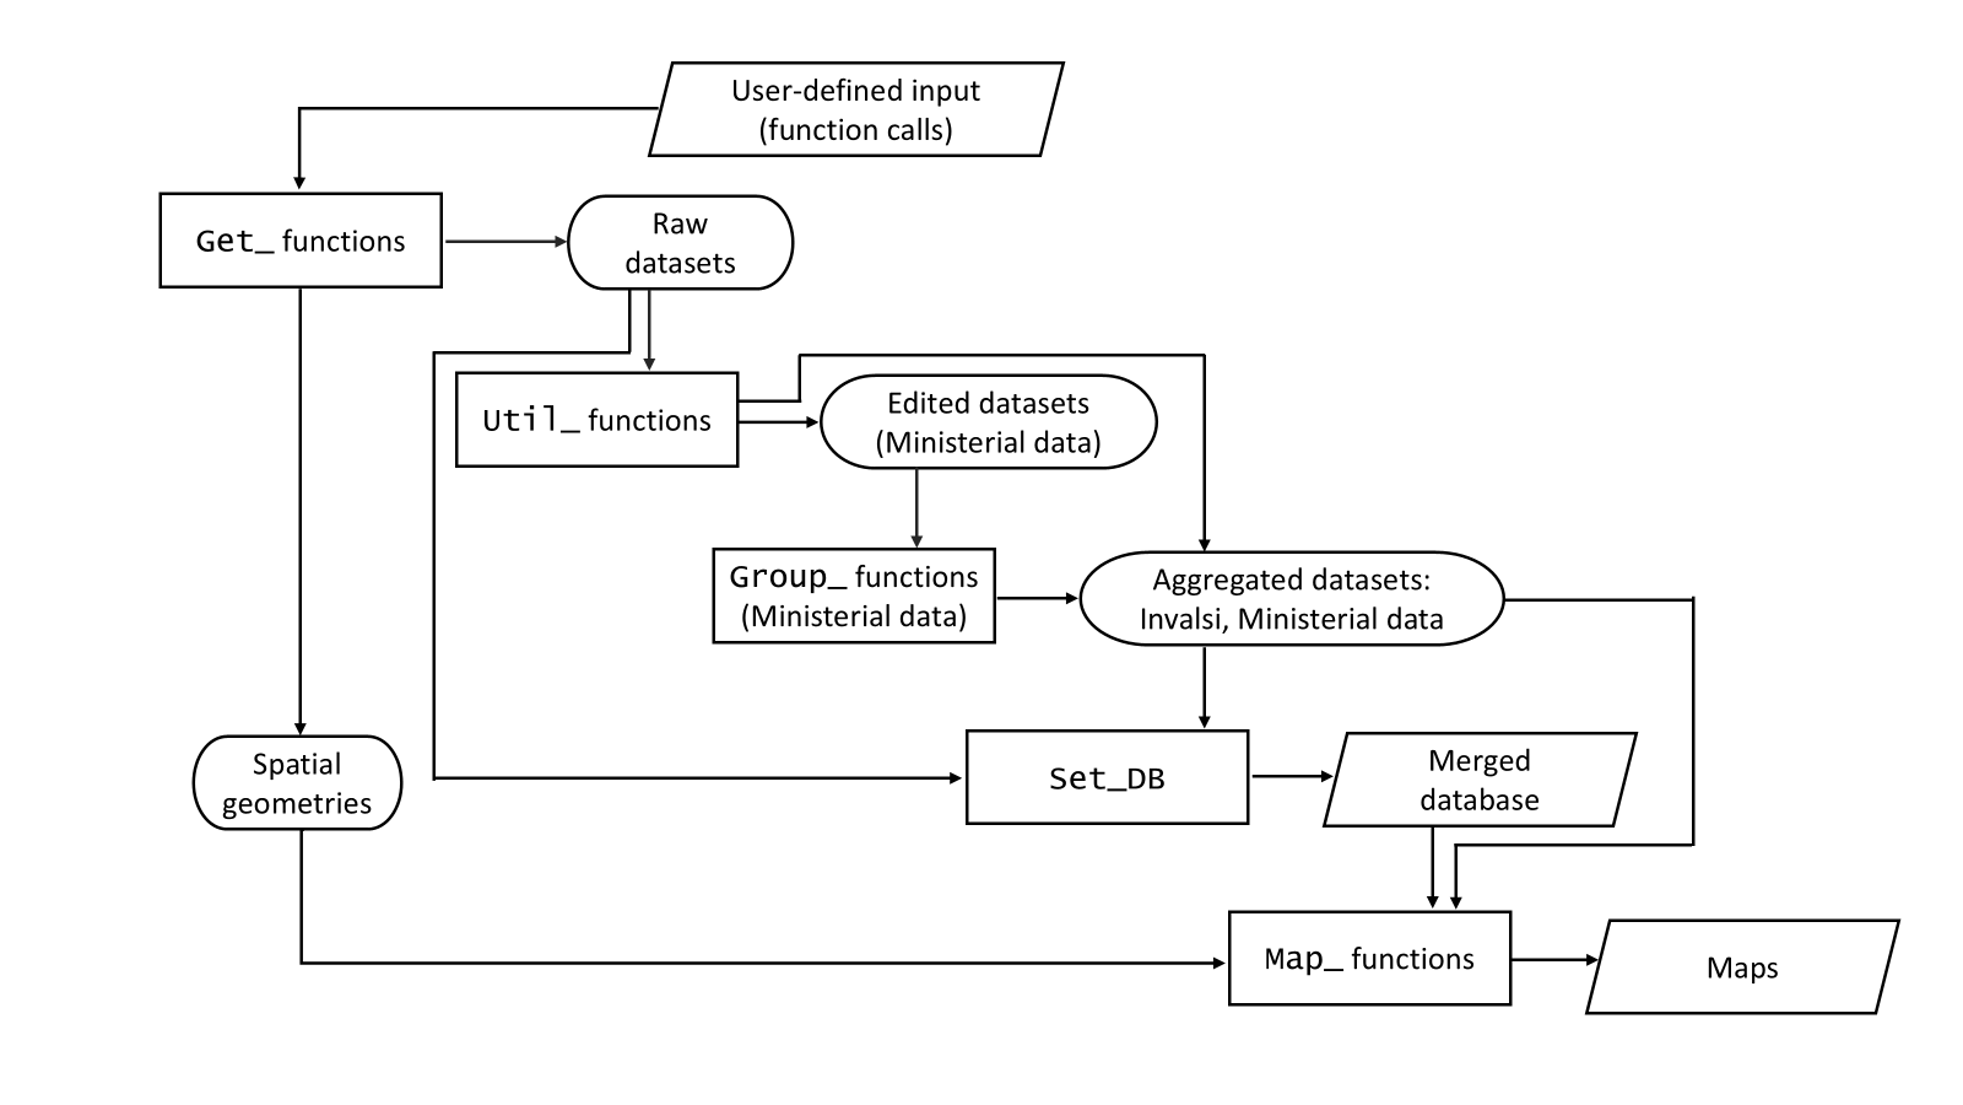 User-defined input
(function calls)
Get_ functions
Raw
datasets
Util_ functions
Edited datasets
(Ministerial data)
Group_ functions
(Ministerial data)
Aggregated datasets:
Invalsi, Ministerial data
Spatial
geometries
Set_DB
Merged
database
Map_ functions
Maps